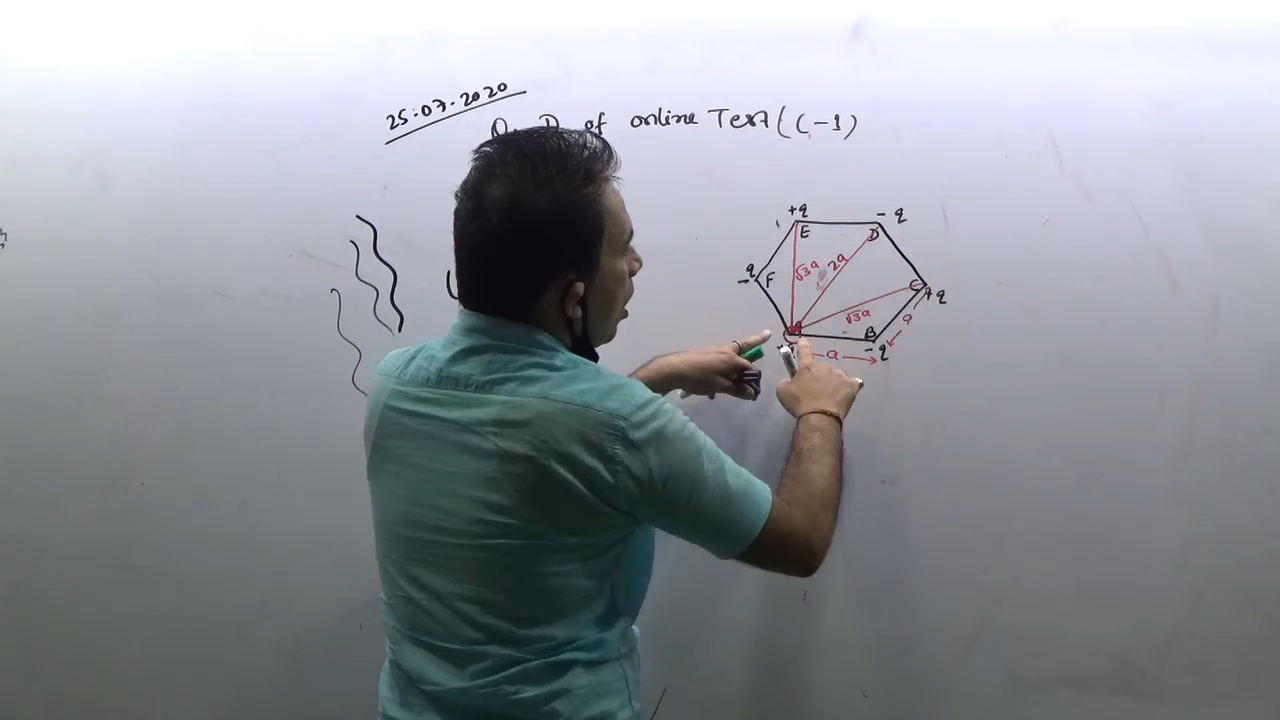 25.07.2020
of online Test (C-1)
+q
-q
E
D
√3a
2a
-q
F
C
+q
√3a
a
A
B
-q
a